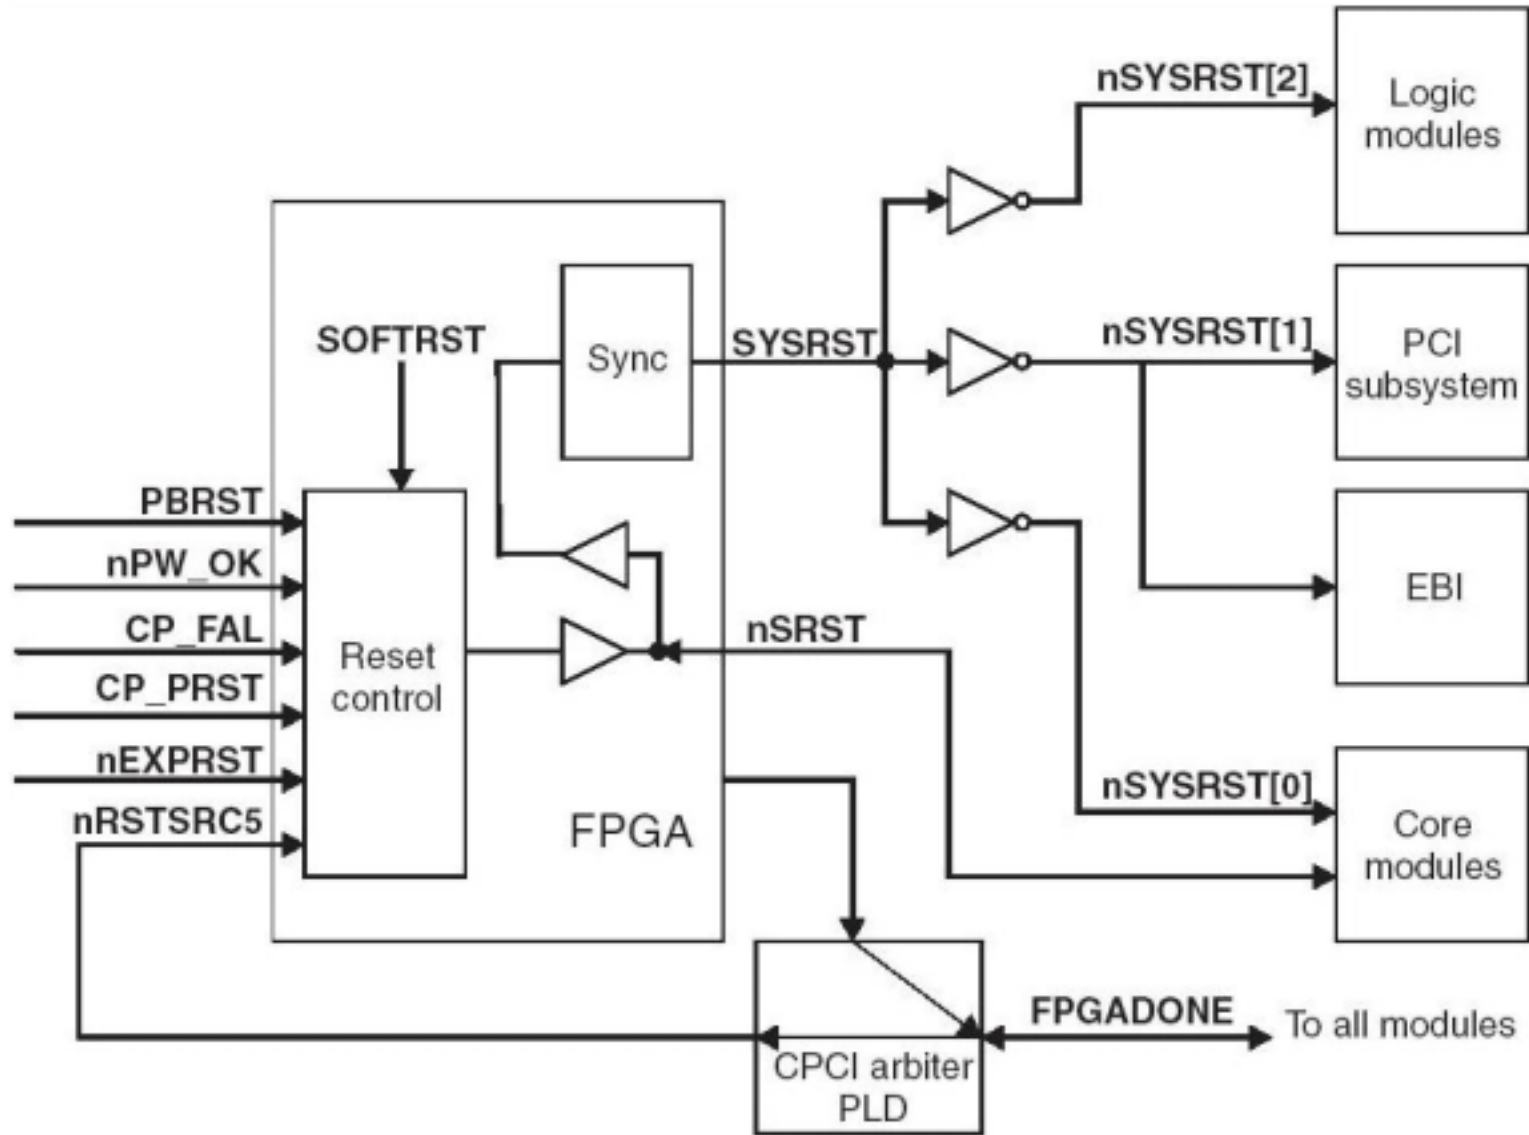 nSYSRST[2]
Logic
modules
SOFTRST
Sync
SYSRST
nSYSRST[1]
PCI
subsystem
PBRST
nPW_OK
CP_FAL
CP_PRST
nEXPRST
nRSTSRC5
Reset
control
nSRST
EBI
FPGA
nSYSRST[0]
Core
modules
FPGADONE
To all modules
CPCI arbiter
PLD